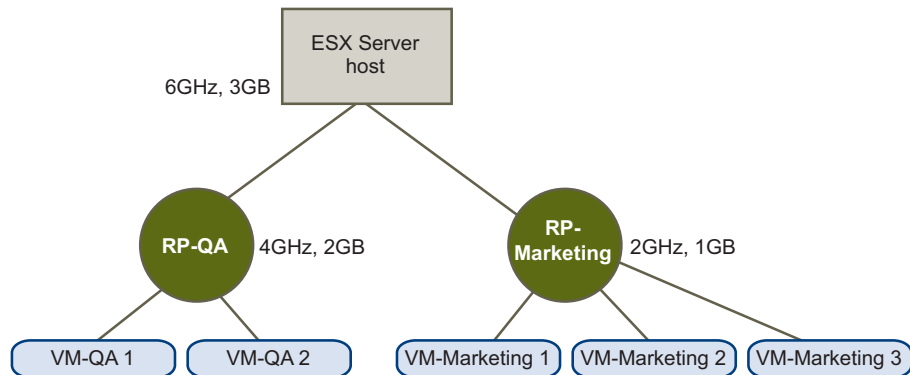 ESX Server
host
6GHz, 3GB
RP-QA
4GHz, 2GB
RP-
Marketing
2GHz, 1GB
VM-QA 1
VM-QA 2
VM-Marketing 1
VM-Marketing 2
VM-Marketing 3